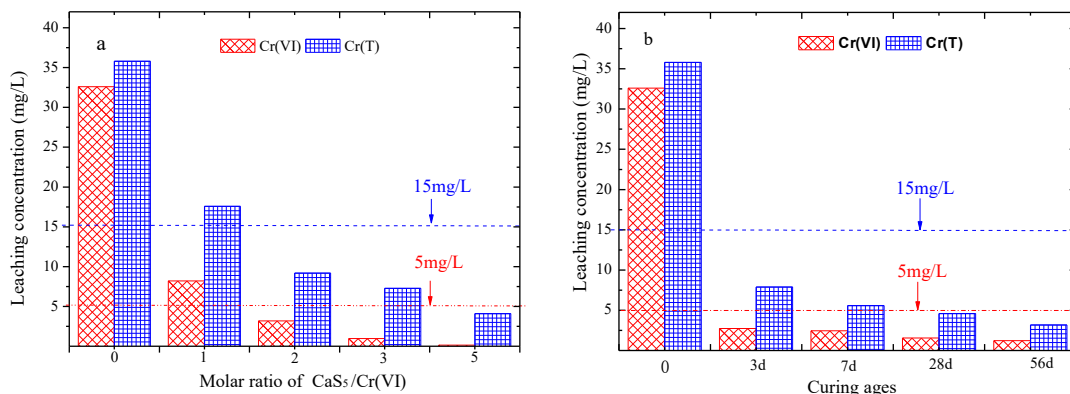 a
Cr(VI) Cr(T)
Leaching concentration (mg/L)
40
35
30
25
20
15
10
5
15mg/L
5mg/L
0 1 2 3 5
Molar ratio of CaS5/Cr(VI)
b
Cr(VI) Cr(T)
Leaching concentration (mg/L)
40
35
30
25
20
15
10
5
15mg/L
5mg/L
0 3d 7d 28d 56d
Curing ages